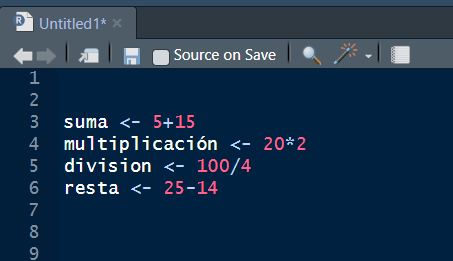 Untitled1*
Source on Save
1
2
3 suma <- 5+15
4 multiplicación <- 20*2
5 division <- 100/4
6 resta <- 25-14
7
8
9